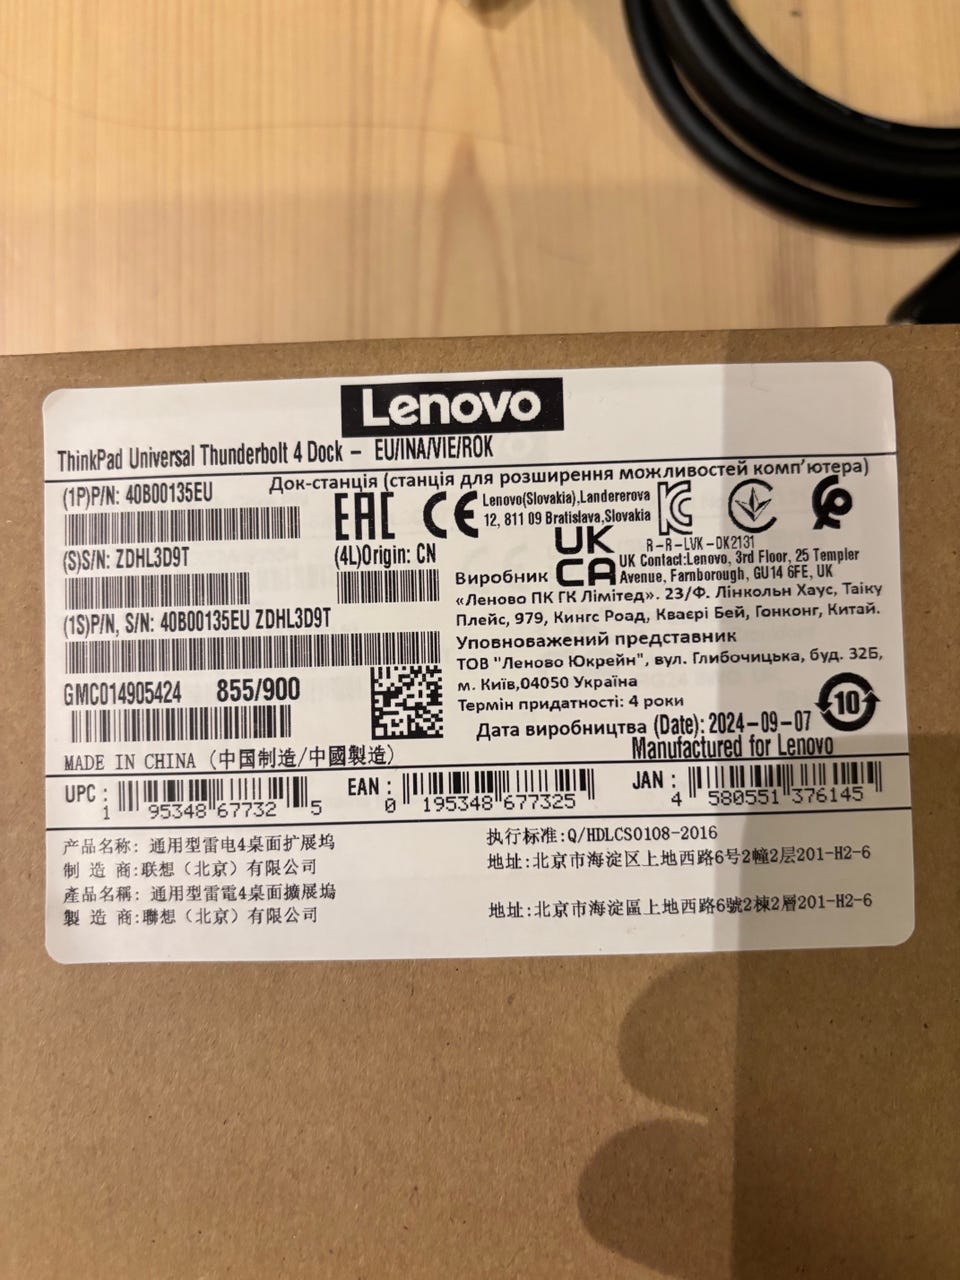 Lenovo
ThinkPad Universal Thunderbolt 4 Dock – EU/INA/VIE/ROK
Док-станція (станція для розширення можливостей комп'ютера)
(1P)P/N: 40B00135EU
EAC CE Lenovo(Slovakia),Landererova
12, 811 09 Bratislava,Slovakia
R-R-LVK-DK2131
(S)S/N: ZDHL3D9T
(4L)Origin: CN
UK
CA
UK Contact:Lenovo, 3rd Floor, 25 Templer
Avenue, Farnborough, GU14 6FE, UK
Виробник
«Леново ПК ГК Лімітед». 23/Ф. Лінкольн Хаус, Таіку
Плейс, 979, Кингс Роад, Кваєрі Бей, Гонконг, Китай.
(1S)P/N, S/N: 40B00135EU ZDHL3D9T
Уповноважений представник
ТОВ "Леново Юкрейн", вул. Глибочицька, буд. 32Б,
м. Київ,04050 Україна
Термін придатності: 4 роки
GMC014905424 855/900
Дата виробництва (Date): 2024-09-07
10
Manufactured for Lenovo
MADE IN CHINA (中国制造/中國製造)
UPC : 1 95348 67732 5
EAN : 0 195348 677325
JAN : 4 580551 376145
产品名称: 通用型雷电4桌面扩展坞
制 造 商:联想（北京）有限公司
產品名稱: 通用型雷電4桌面擴展塢
製 造 商:聯想（北京）有限公司
执行标准:Q/HDLCS0108-2016
地址:北京市海淀区上地西路6号2幢2层201-H2-6
地址:北京市海淀區上地西路6號2棟2層201-H2-6